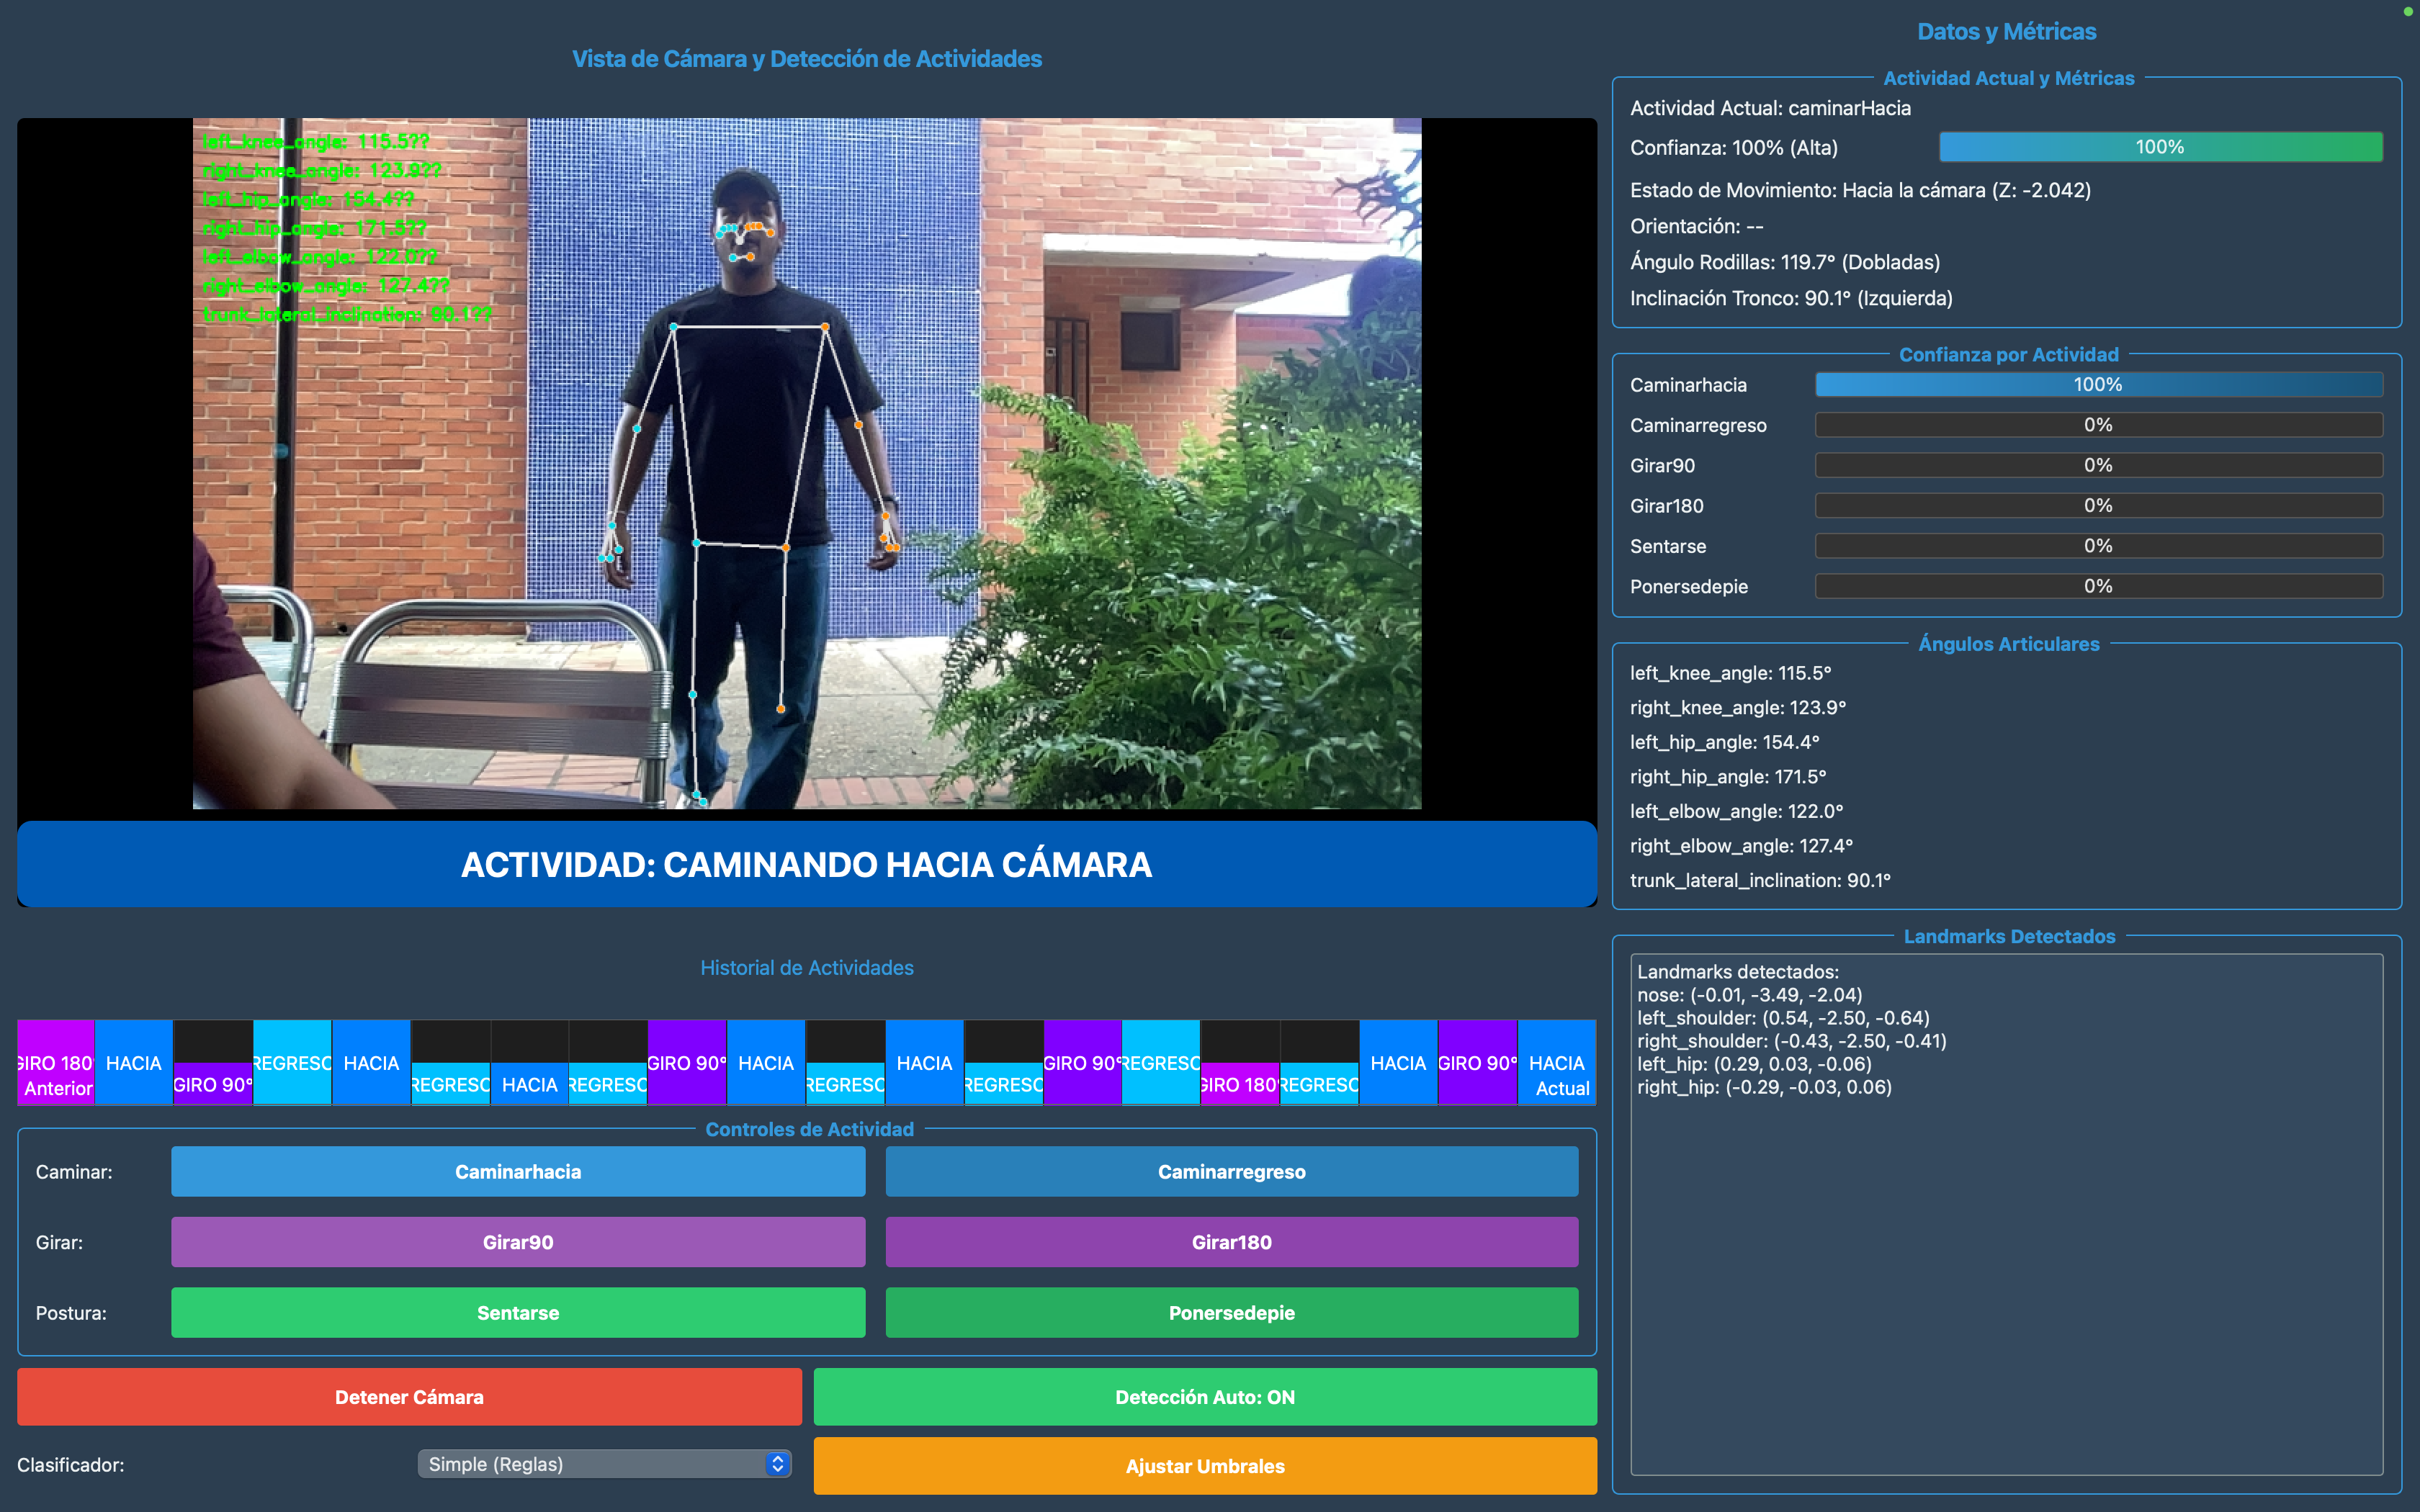 Vista de Cámara y Detección de Actividades
left_knee_angle: 115.5??
right_knee_angle: 123.9??
left_hip_angle: 154.4??
right_hip_angle: 171.5??
left_elbow_angle: 122.0??
right_elbow_angle: 127.4??
trunk_lateral_inclination: 90.1??
ACTIVIDAD: CAMINANDO HACIA CÁMARA
Historial de Actividades
GIRO 180° HACIA GIRO 90° REGRESO HACIA REGRESO HACIA REGRESO GIRO 90° HACIA REGRESO HACIA REGRESO GIRO 90° REGRESO GIRO 180° REGRESO HACIA GIRO 90° HACIA
Anterior Actual
Controles de Actividad
Caminar: Caminarhacia Caminarregreso
Girar: Girar90 Girar180
Postura: Sentarse Ponersedepie
Detener Cámara Detección Auto: ON
Clasificador: Simple (Reglas) Ajustar Umbrales
Datos y Métricas
Actividad Actual y Métricas
Actividad Actual: caminarHacia
Confianza: 100% (Alta) 100%
Estado de Movimiento: Hacia la cámara (Z: -2.042)
Orientación: --
Ángulo Rodillas: 119.7° (Dobladas)
Inclinación Tronco: 90.1° (Izquierda)
Confianza por Actividad
Caminarhacia 100%
Caminarregreso 0%
Girar90 0%
Girar180 0%
Sentarse 0%
Ponersedepie 0%
Ángulos Articulares
left_knee_angle: 115.5°
right_knee_angle: 123.9°
left_hip_angle: 154.4°
right_hip_angle: 171.5°
left_elbow_angle: 122.0°
right_elbow_angle: 127.4°
trunk_lateral_inclination: 90.1°
Landmarks Detectados
Landmarks detectados:
nose: (-0.01, -3.49, -2.04)
left_shoulder: (0.54, -2.50, -0.64)
right_shoulder: (-0.43, -2.50, -0.41)
left_hip: (0.29, 0.03, -0.06)
right_hip: (-0.29, -0.03, 0.06)